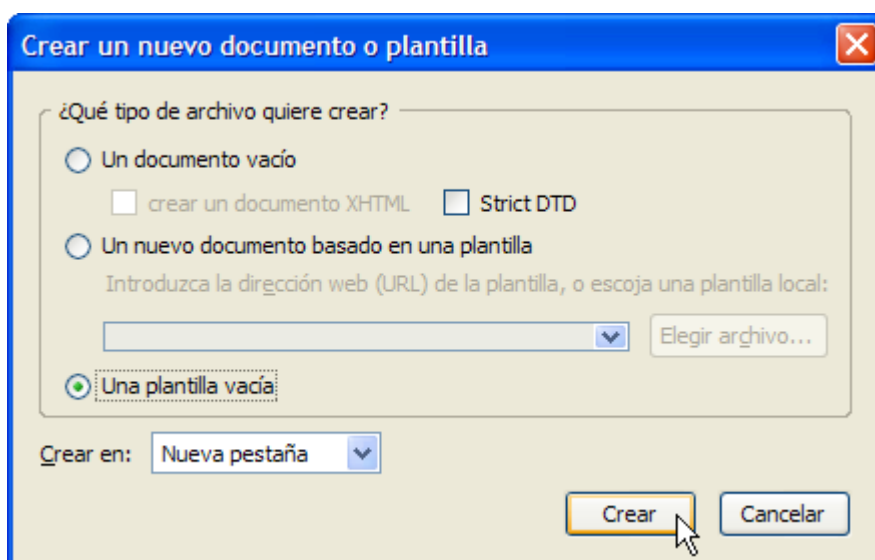 Crear un nuevo documento o plantilla
¿Qué tipo de archivo quiere crear?
Un documento vacío
crear un documento XHTML Strict DTD
Un nuevo documento basado en una plantilla
Introduzca la dirección web (URL) de la plantilla, o escoja una plantilla local:
Elegir archivo...
Una plantilla vacía
Crear en: Nueva pestaña
Crear Cancelar